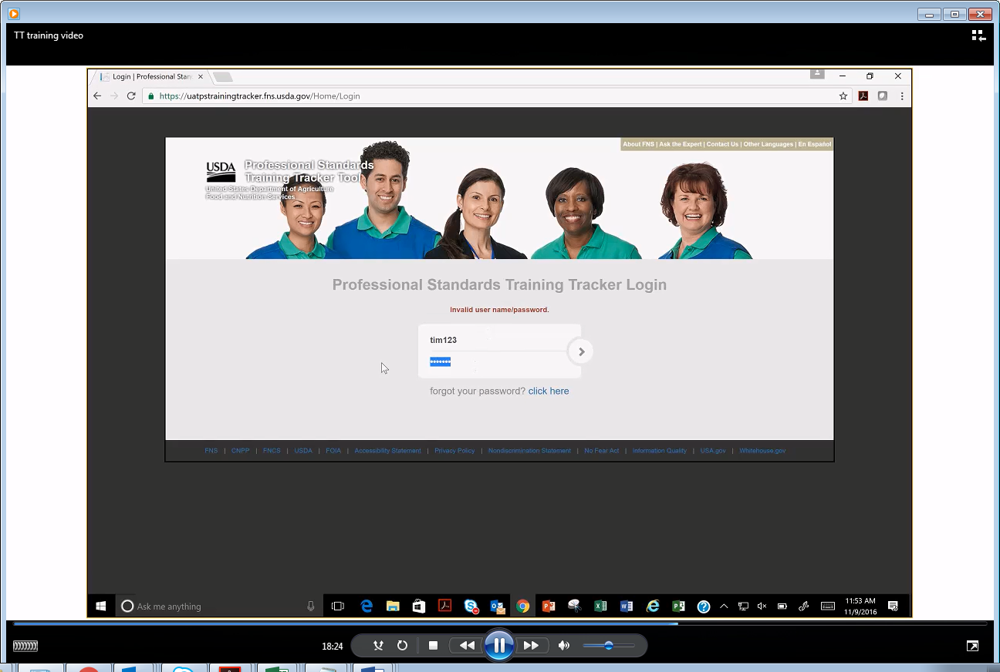 TT training video
Login | Professional Stan
https://uatpstrainingtracker.fns.usda.gov/Home/Login
About FNS | Ask the Expert | Contact Us | Other Languages | En Español
USDA
Professional Standards
Training Tracker Tool
United States Department of Agriculture
Food and Nutrition Services
Professional Standards Training Tracker Login
Invalid user name/password.
tim123
•••••••
forgot your password? click here
FNS | CNPP | FNCS | USDA | FOIA | Accessibility Statement | Privacy Policy | Nondiscrimination Statement | No Fear Act | Information Quality | USA.gov | Whitehouse.gov
Ask me anything
11:53 AM
11/9/2016
18:24